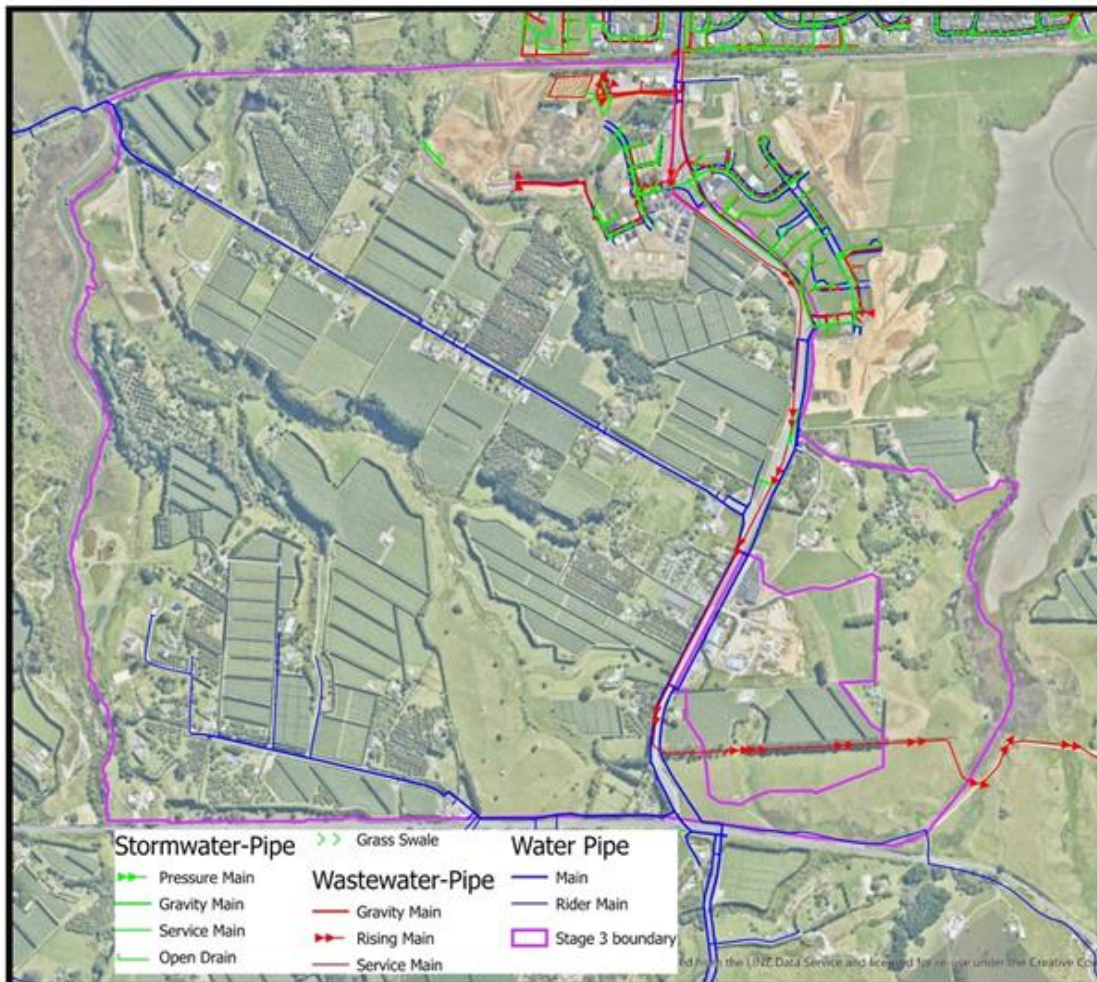 Stormwater-Pipe
Pressure Main
Gravity Main
Service Main
Open Drain
Grass Swale
Wastewater-Pipe
Gravity Main
Rising Main
Service Main
Water Pipe
Main
Rider Main
Stage 3 boundary
from the LINZ Data Service and licensed for re-use under the Creative